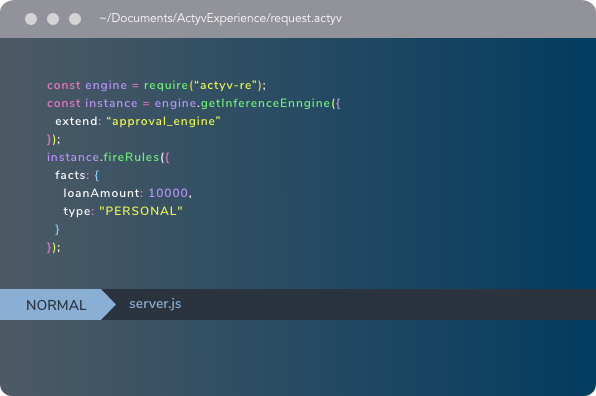 ~/Documents/ActyvExperience/request.actyv
const engine = require(“actyv-re”);
const instance = engine.getInferenceEnngine({
extend: “approval_engine”
});
instance.fireRules({
facts: {
loanAmount: 10000,
type: "PERSONAL"
}
});
NORMAL server.js